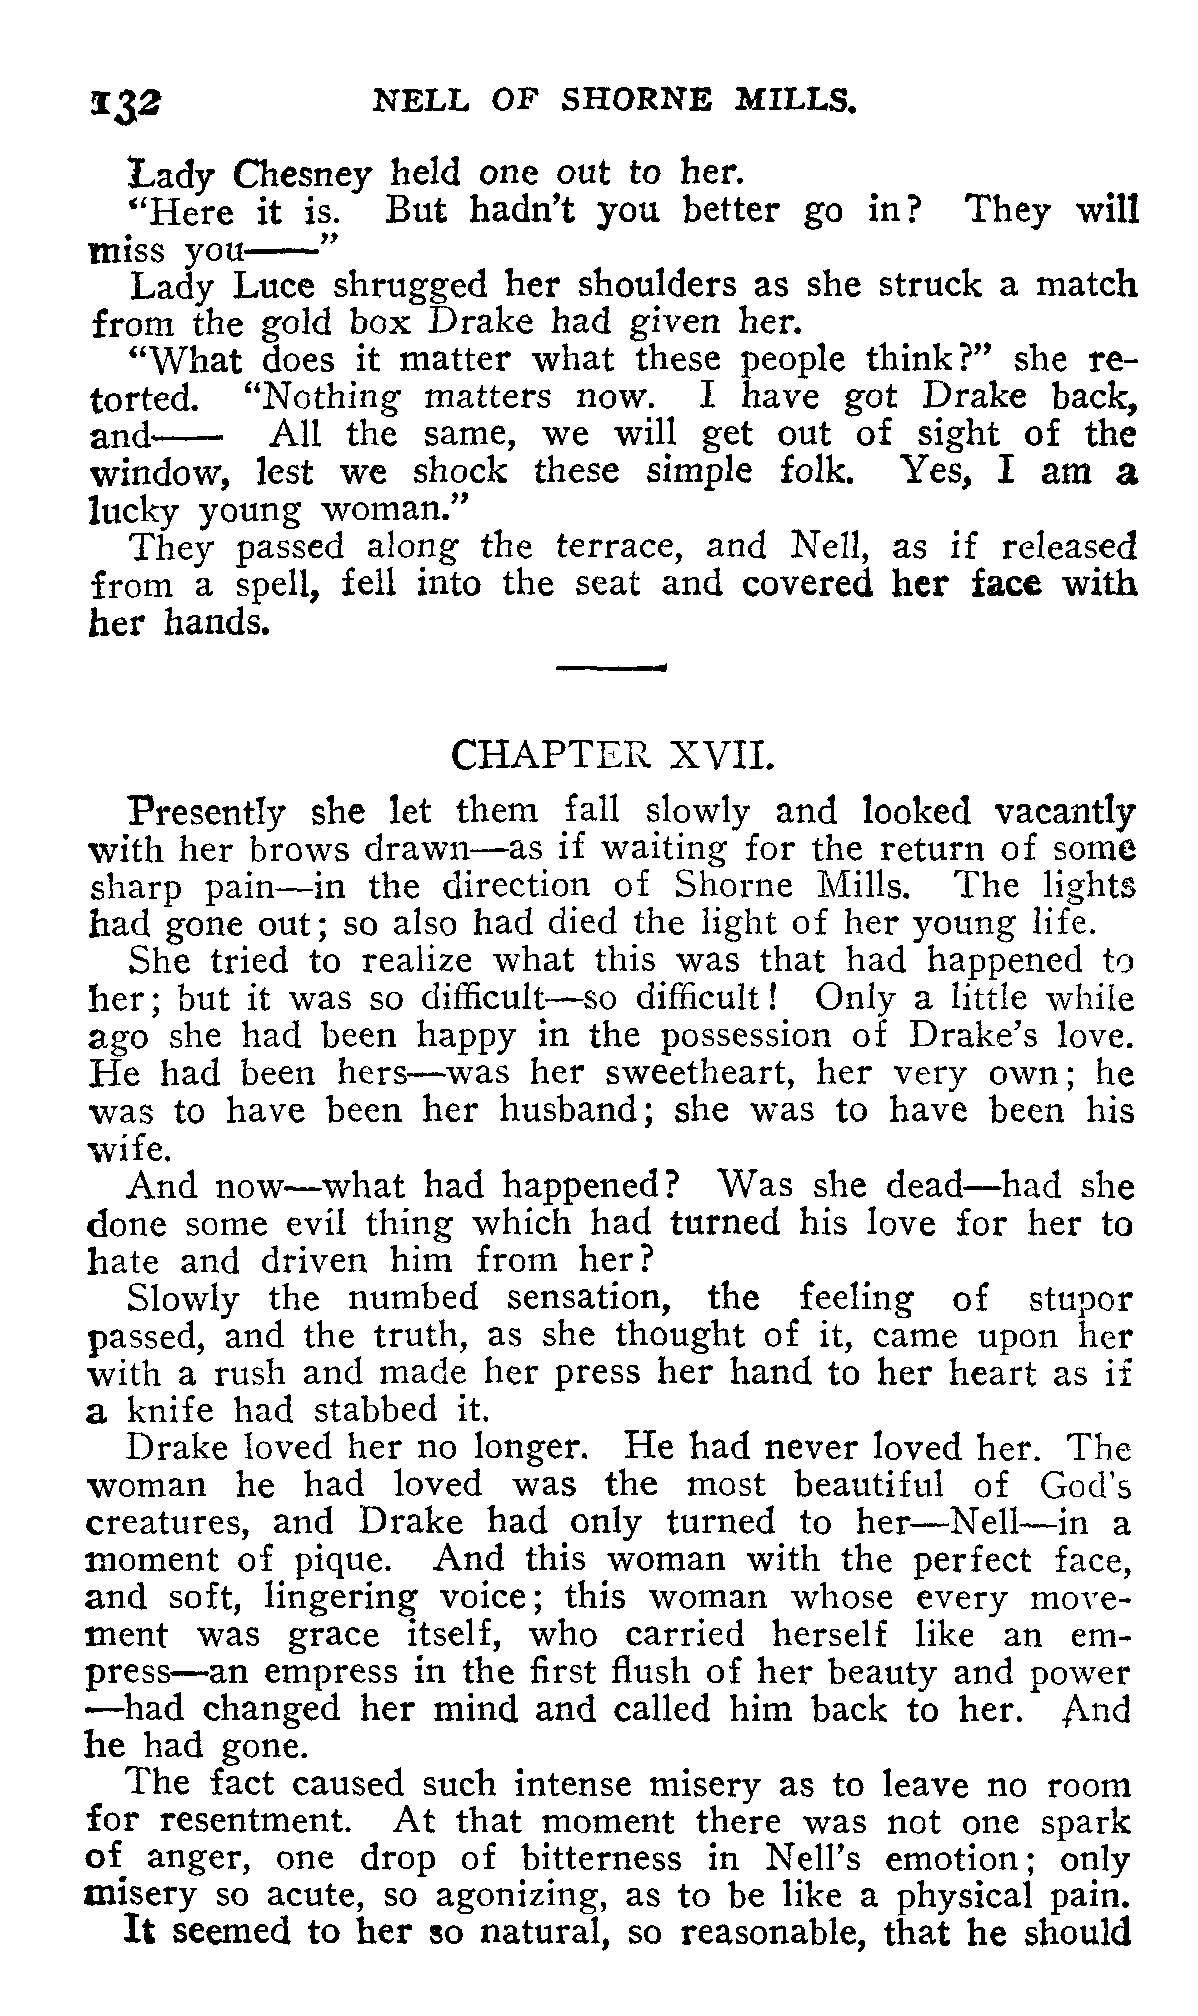 132 NELL OF SHORNE MILLS.
Lady Chesney held one out to her.
“Here it is. But hadn’t you better go in? They will
miss you——”
Lady Luce shrugged her shoulders as she struck a match
from the gold box Drake had given her.
“What does it matter what these people think?” she re-
torted. “Nothing matters now. I have got Drake back,
and—— All the same, we will get out of sight of the
window, lest we shock these simple folk. Yes, I am a
lucky young woman.”
They passed along the terrace, and Nell, as if released
from a spell, fell into the seat and covered her face with
her hands.
CHAPTER XVII.
Presently she let them fall slowly and looked vacantly
with her brows drawn—as if waiting for the return of some
sharp pain—in the direction of Shorne Mills. The lights
had gone out; so also had died the light of her young life.
She tried to realize what this was that had happened to
her; but it was so difficult—so difficult! Only a little while
ago she had been happy in the possession of Drake’s love.
He had been hers—was her sweetheart, her very own; he
was to have been her husband; she was to have been his
wife.
And now—what had happened? Was she dead—had she
done some evil thing which had turned his love for her to
hate and driven him from her?
Slowly the numbed sensation, the feeling of stupor
passed, and the truth, as she thought of it, came upon her
with a rush and made her press her hand to her heart as if
a knife had stabbed it.
Drake loved her no longer. He had never loved her. The
woman he had loved was the most beautiful of God’s
creatures, and Drake had only turned to her—Nell—in a
moment of pique. And this woman with the perfect face,
and soft, lingering voice; this woman whose every move-
ment was grace itself, who carried herself like an em-
press—an empress in the first flush of her beauty and power
—had changed her mind and called him back to her. And
he had gone.
The fact caused such intense misery as to leave no room
for resentment. At that moment there was not one spark
of anger, one drop of bitterness in Nell’s emotion; only
misery so acute, so agonizing, as to be like a physical pain.
It seemed to her so natural, so reasonable, that he should